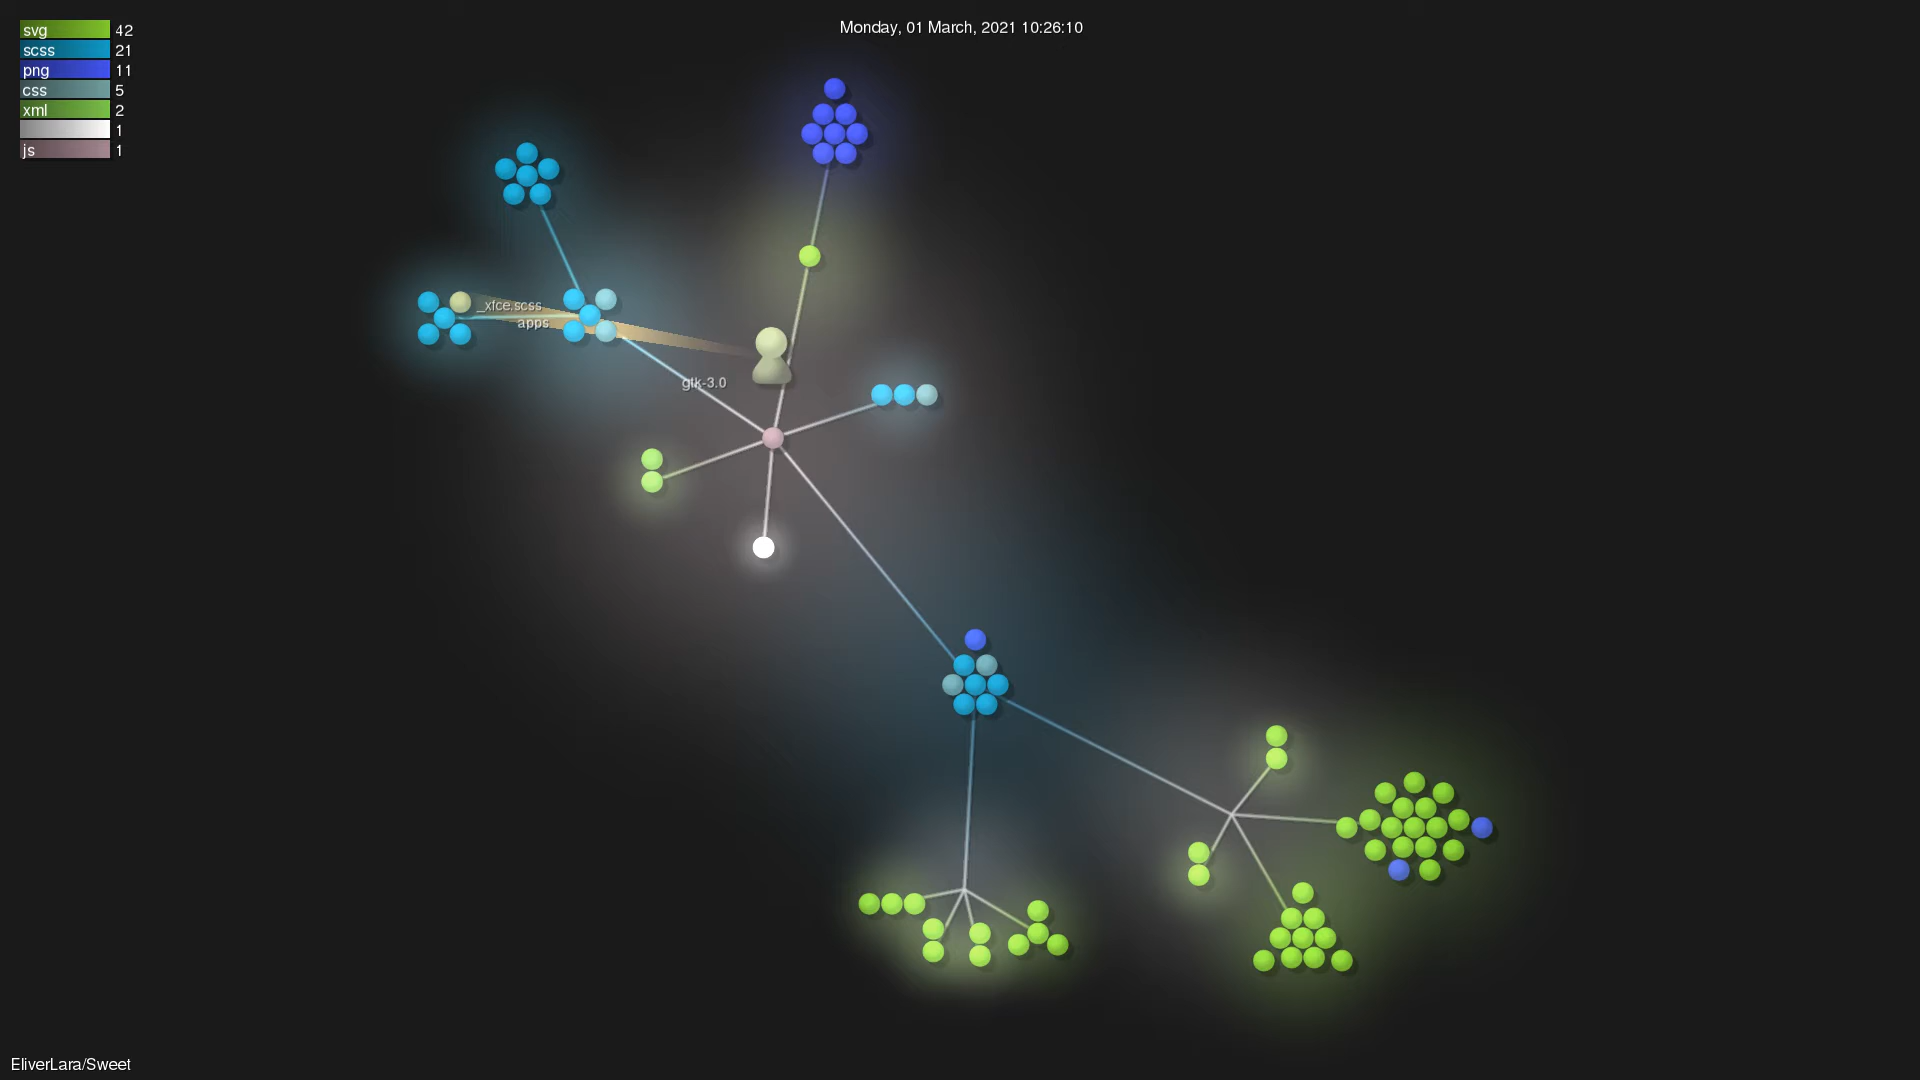 Monday, 01 March, 2021 10:26:10
svg 42
scss 21
png 11
css 5
xml 2
1
js 1
_xfce.scss
apps
gtk-3.0
EliverLara/Sweet